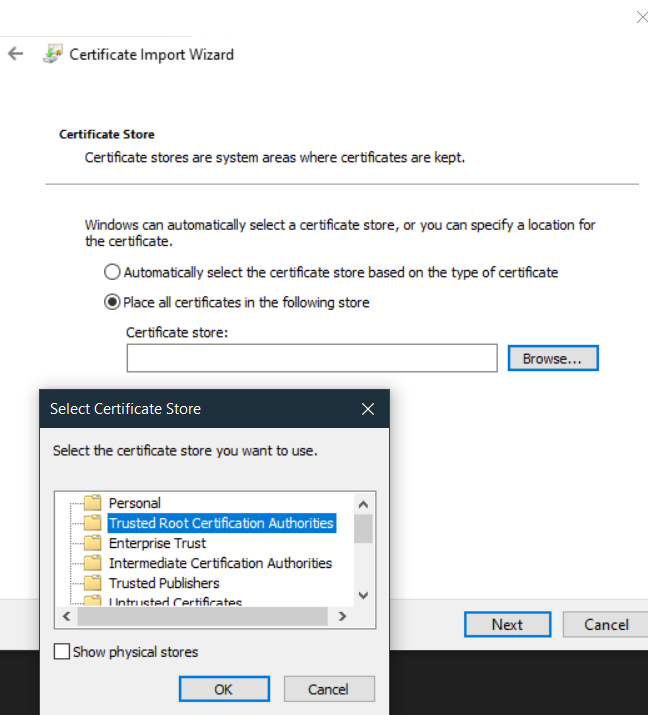 Certificate Import Wizard
Certificate Store
Certificate stores are system areas where certificates are kept.
Windows can automatically select a certificate store, or you can specify a location for
the certificate.
Automatically select the certificate store based on the type of certificate
Place all certificates in the following store
Certificate store:
Browse...
Select Certificate Store
Select the certificate store you want to use.
Personal
Trusted Root Certification Authorities
Enterprise Trust
Intermediate Certification Authorities
Trusted Publishers
Untrusted Certificates
Show physical stores
OK Cancel
Next Cancel